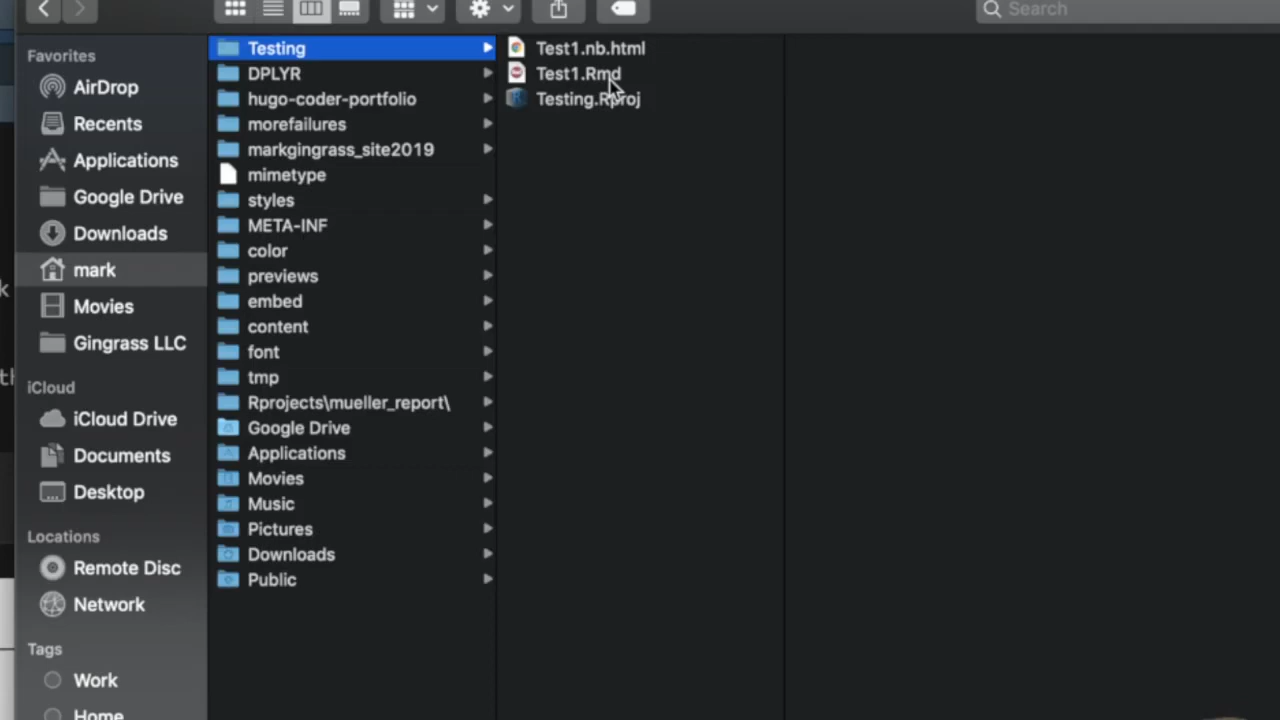 Search
Favorites
AirDrop
Recents
Applications
Google Drive
Downloads
mark
Movies
Gingrass LLC
iCloud
iCloud Drive
Documents
Desktop
Locations
Remote Disc
Network
Tags
Work
Home
Testing
DPLYR
hugo-coder-portfolio
morefailures
markgingrass_site2019
mimetype
styles
META-INF
color
previews
embed
content
font
tmp
Rprojects\mueller_report\
Google Drive
Applications
Movies
Music
Pictures
Downloads
Public
Test1.nb.html
Test1.Rmd
Testing.Rproj